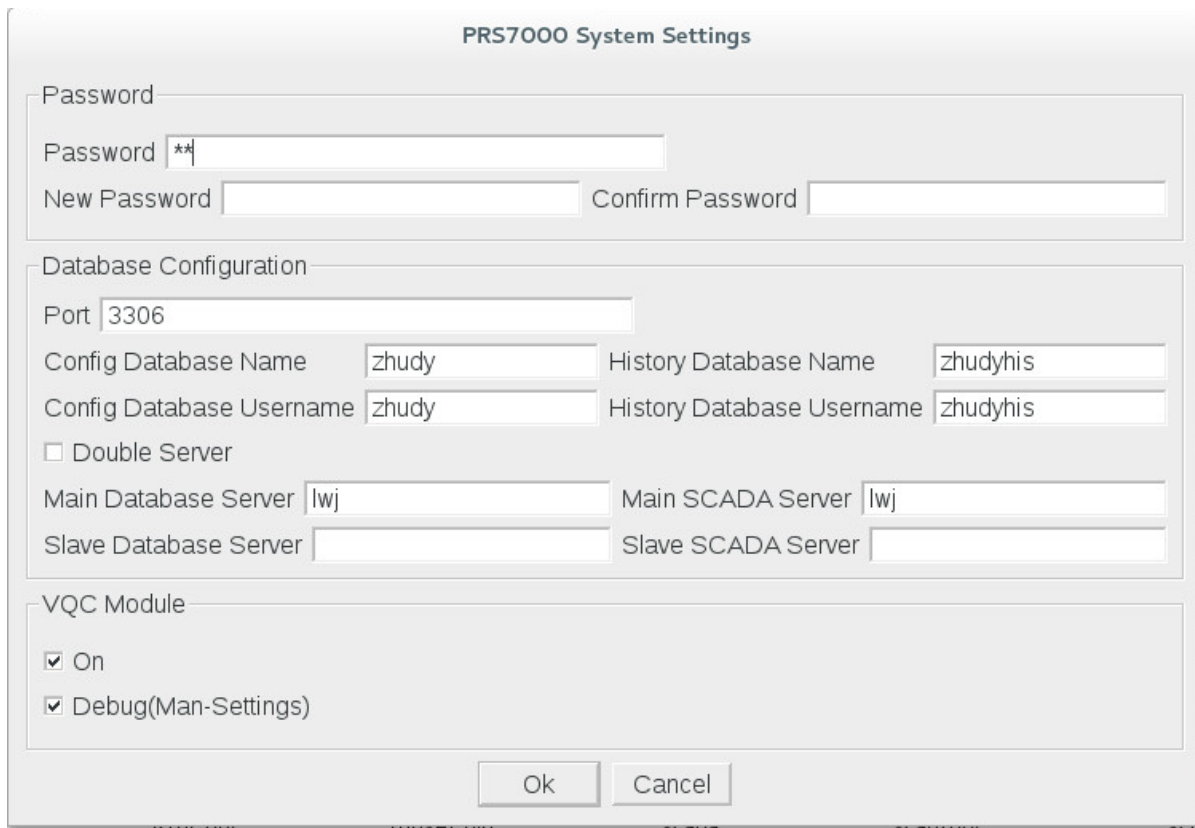 PRS7000 System Settings
Password
Password **
New Password Confirm Password
Database Configuration
Port 3306
Config Database Name zhudy History Database Name zhudyhis
Config Database Username zhudy History Database Username zhudyhis
Double Server
Main Database Server lwj Main SCADA Server lwj
Slave Database Server Slave SCADA Server
VQC Module
On
Debug(Man-Settings)
Ok Cancel